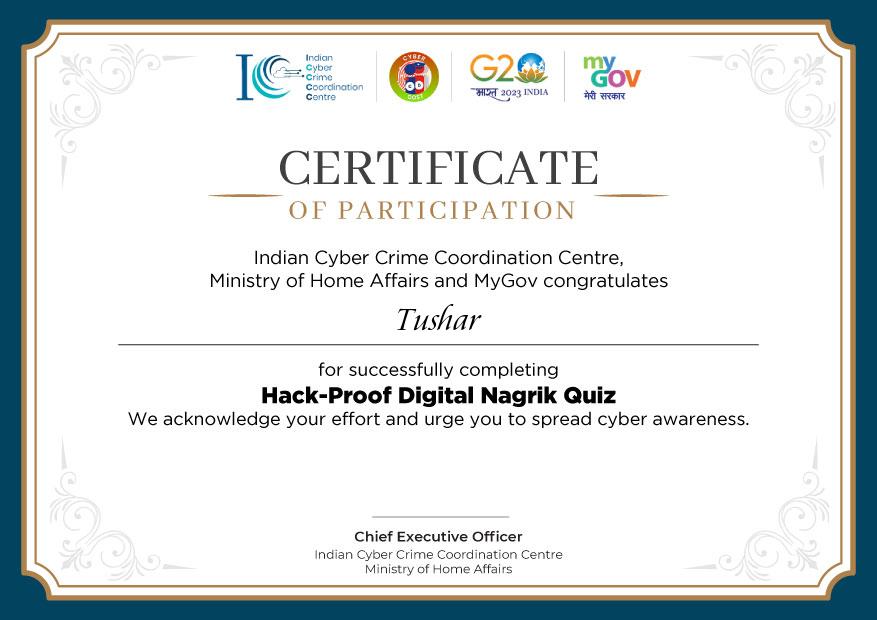 Indian
Cyber
Crime
Coordination
Centre
CYBER
DOST
G20
भारत 2023 INDIA
my
GOV
मेरी सरकार
CERTIFICATE
OF PARTICIPATION
Indian Cyber Crime Coordination Centre,
Ministry of Home Affairs and MyGov congratulates
Tushar
for successfully completing
Hack-Proof Digital Nagrik Quiz
We acknowledge your effort and urge you to spread cyber awareness.
Chief Executive Officer
Indian Cyber Crime Coordination Centre
Ministry of Home Affairs